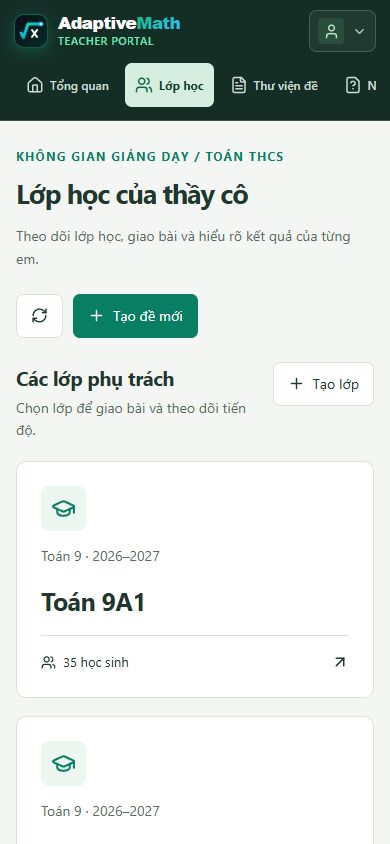 AdaptiveMath
TEACHER PORTAL
Tổng quan
Lớp học
Thư viện đề
N
KHÔNG GIAN GIẢNG DẠY / TOÁN THCS
Lớp học của thầy cô
Theo dõi lớp học, giao bài và hiểu rõ kết quả của từng
em.
Tạo đề mới
Các lớp phụ trách
Tạo lớp
Chọn lớp để giao bài và theo dõi tiến
độ.
Toán 9 · 2026–2027
Toán 9A1
35 học sinh
Toán 9 · 2026–2027